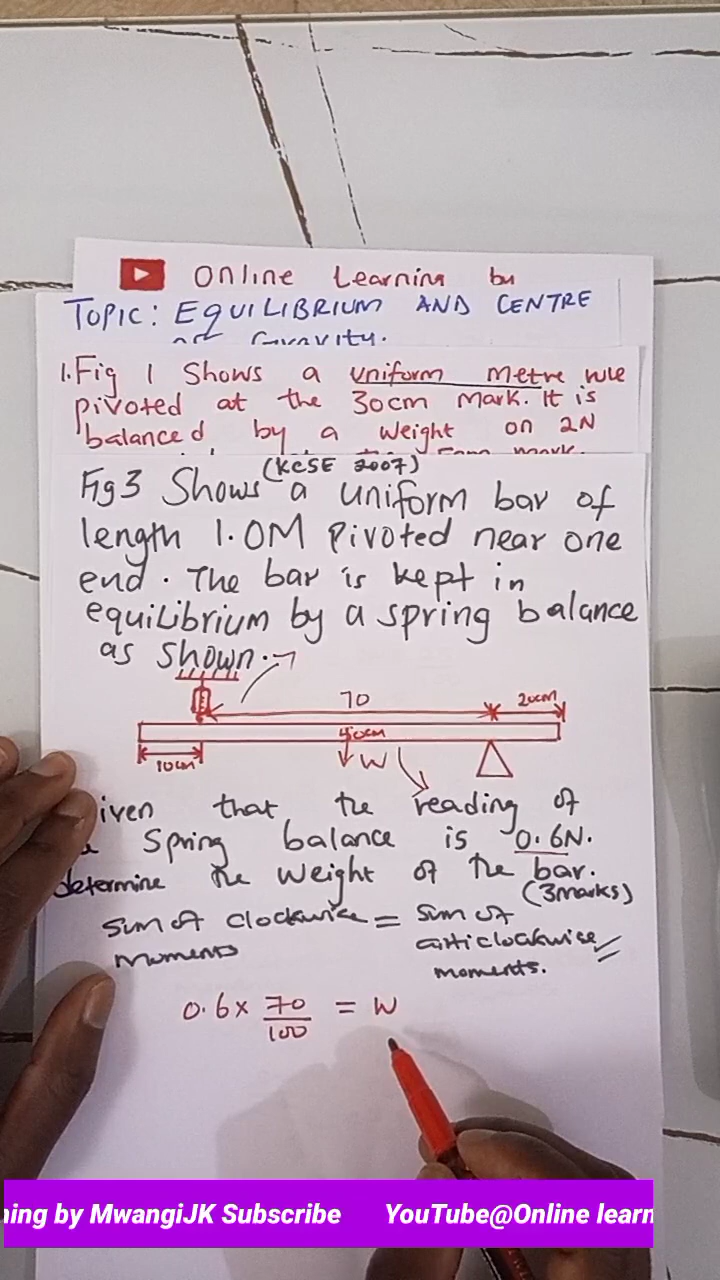 Online Learning by
TOPIC: EQUILIBRIUM AND CENTRE
OF Gravity.
1. Fig 1 Shows a uniform metre rule
pivoted at the 30cm mark. It is
balanced by a weight on 2N
mark.
(KCSE 2007)
Fig 3 Shows a uniform bar of
length 1.0M pivoted near one
end. The bar is kept in
equilibrium by a spring balance
as shown.
70
20cm
40cm
10cm
W
iven that the reading of
Spring balance is 0.6N.
determine the weight of the bar.
(3marks)
Sum of clockwise = Sum of
moments
anticlockwise
moments.
0.6 x 70/100 = W
ning by MwangiJK Subscribe YouTube@Online learn